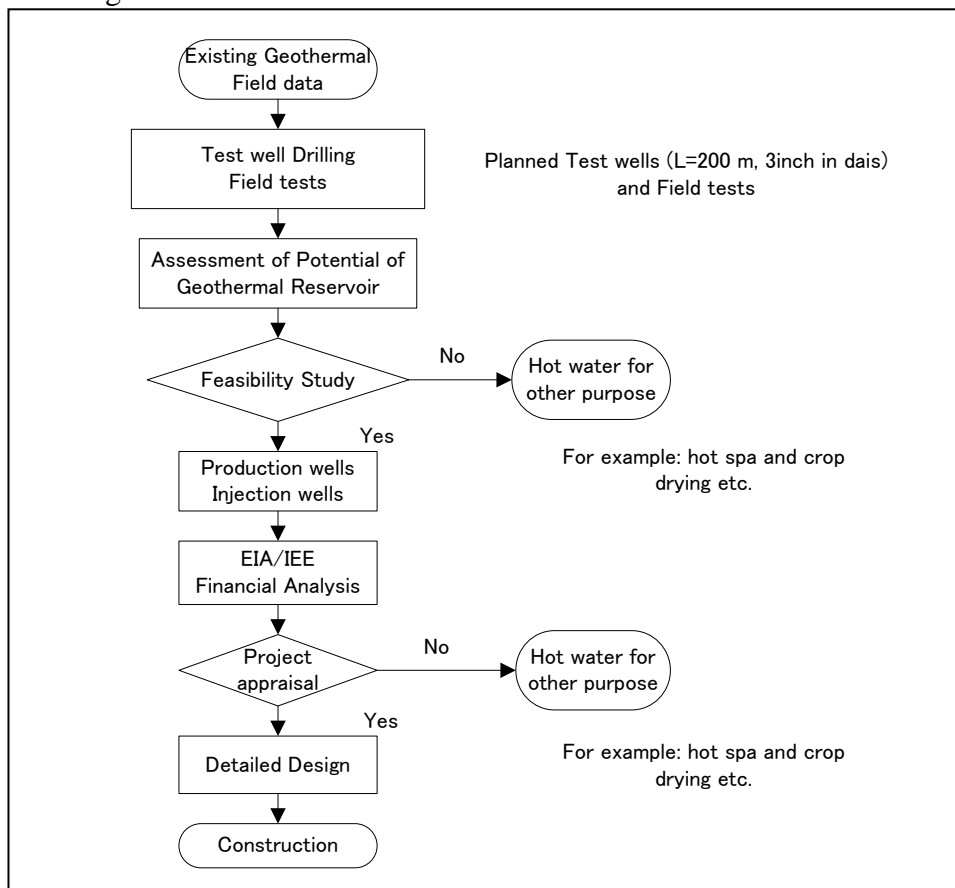 Existing Geothermal
Field data
Test well Drilling
Field tests
Planned Test wells (L=200 m, 3inch in dais)
and Field tests
Assessment of Potential of
Geothermal Reservoir
Feasibility Study
No
Hot water for
other purpose
Yes
For example: hot spa and crop
drying etc.
Production wells
Injection wells
EIA/IEE
Financial Analysis
Project
appraisal
No
Hot water for
other purpose
Yes
For example: hot spa and crop
drying etc.
Detailed Design
Construction